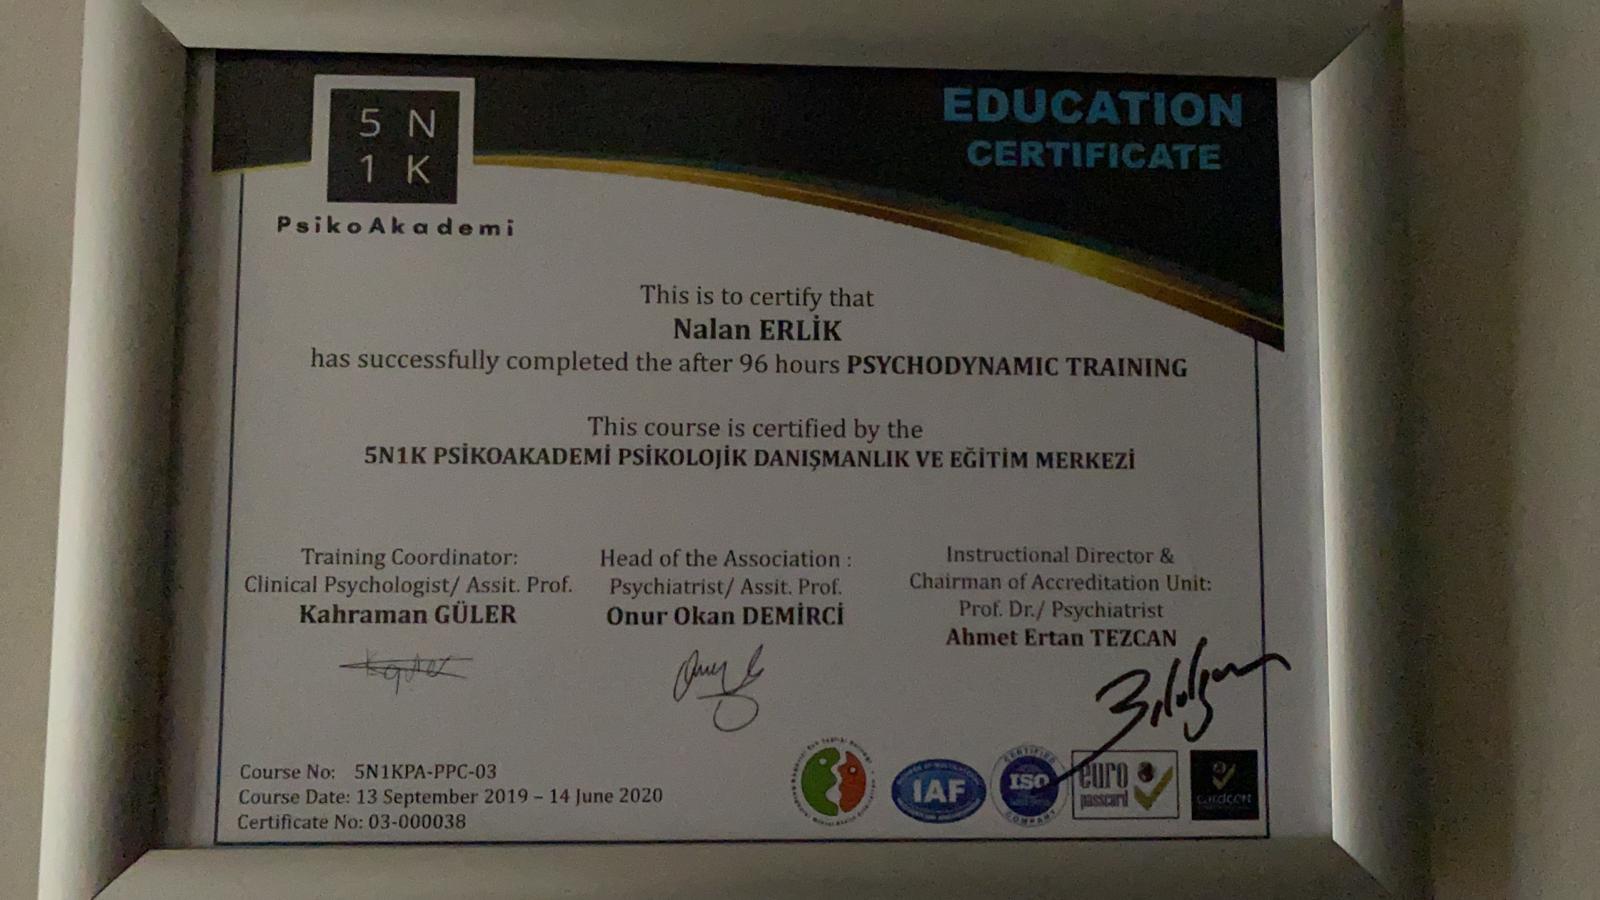 5 N
1 K
PsikoAkademi
EDUCATION
CERTIFICATE
This is to certify that
Nalan ERLİK
has successfully completed the after 96 hours PSYCHODYNAMIC TRAINING
This course is certified by the
5N1K PSİKOAKADEMİ PSİKOLOJİK DANIŞMANLIK VE EĞİTİM MERKEZİ
Training Coordinator:
Clinical Psychologist/ Assit. Prof.
Kahraman GÜLER
Head of the Association :
Psychiatrist/ Assit. Prof.
Onur Okan DEMİRCİ
Instructional Director &
Chairman of Accreditation Unit:
Prof. Dr./ Psychiatrist
Ahmet Ertan TEZCAN
Course No: 5N1KPA-PPC-03
Course Date: 13 September 2019 – 14 June 2020
Certificate No: 03-000038
IAF
CERTIFIED
ISO
COMPANY
euro
passcard
cardcert